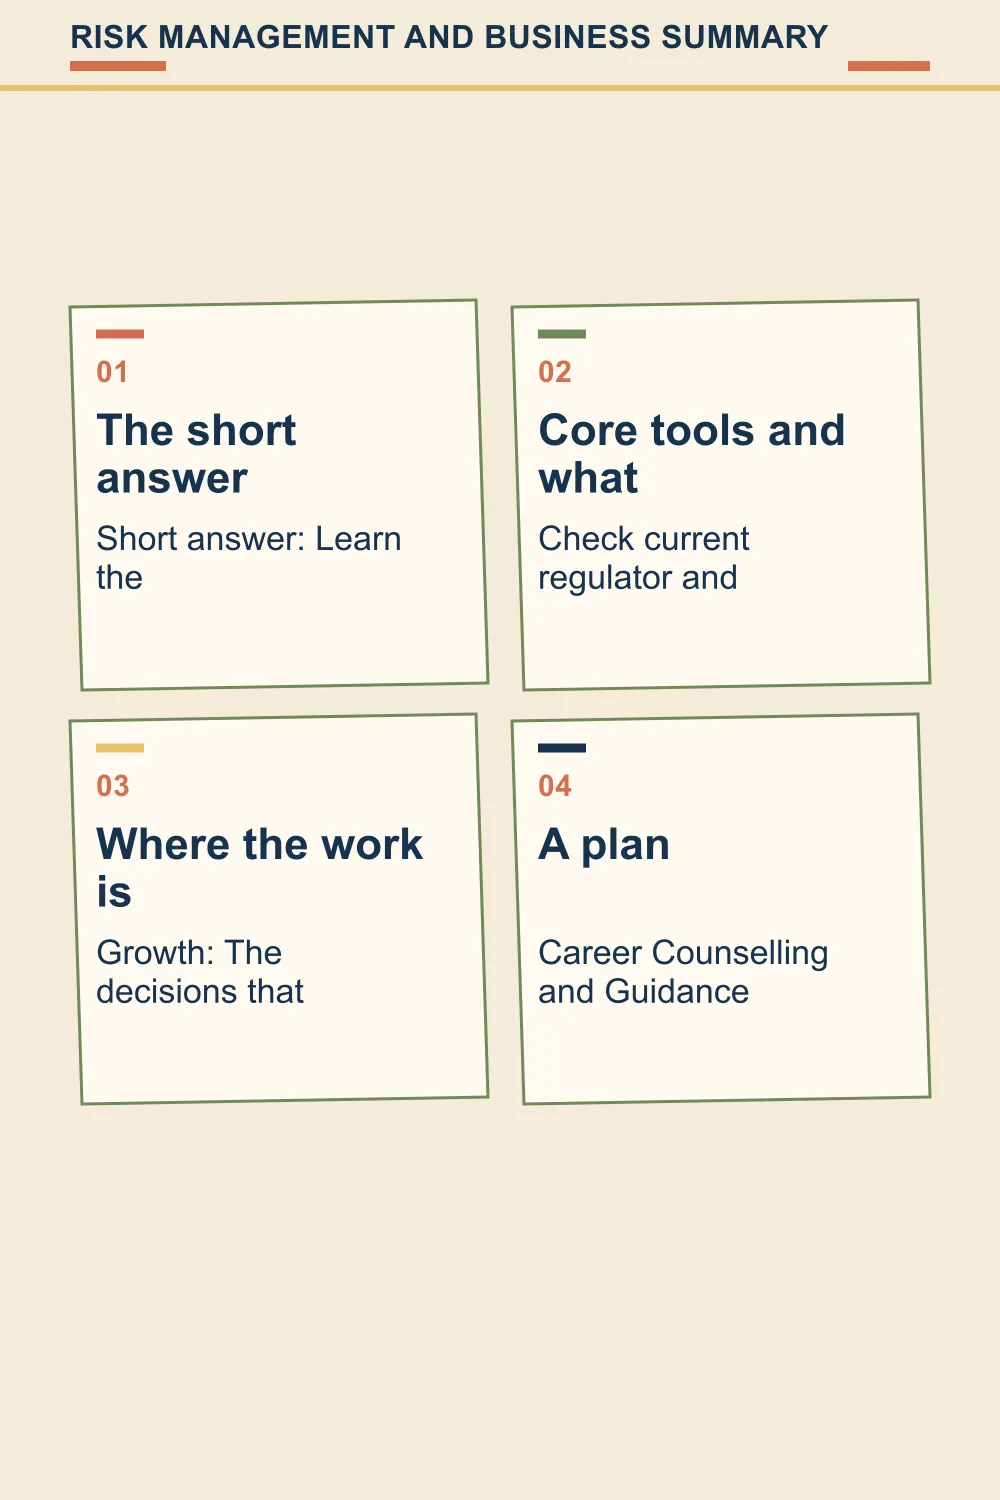 RISK MANAGEMENT AND BUSINESS SUMMARY
01
The short
answer
Short answer: Learn
the
02
Core tools and
what
Check current
regulator and
03
Where the work
is
Growth: The
decisions that
04
A plan
Career Counselling
and Guidance